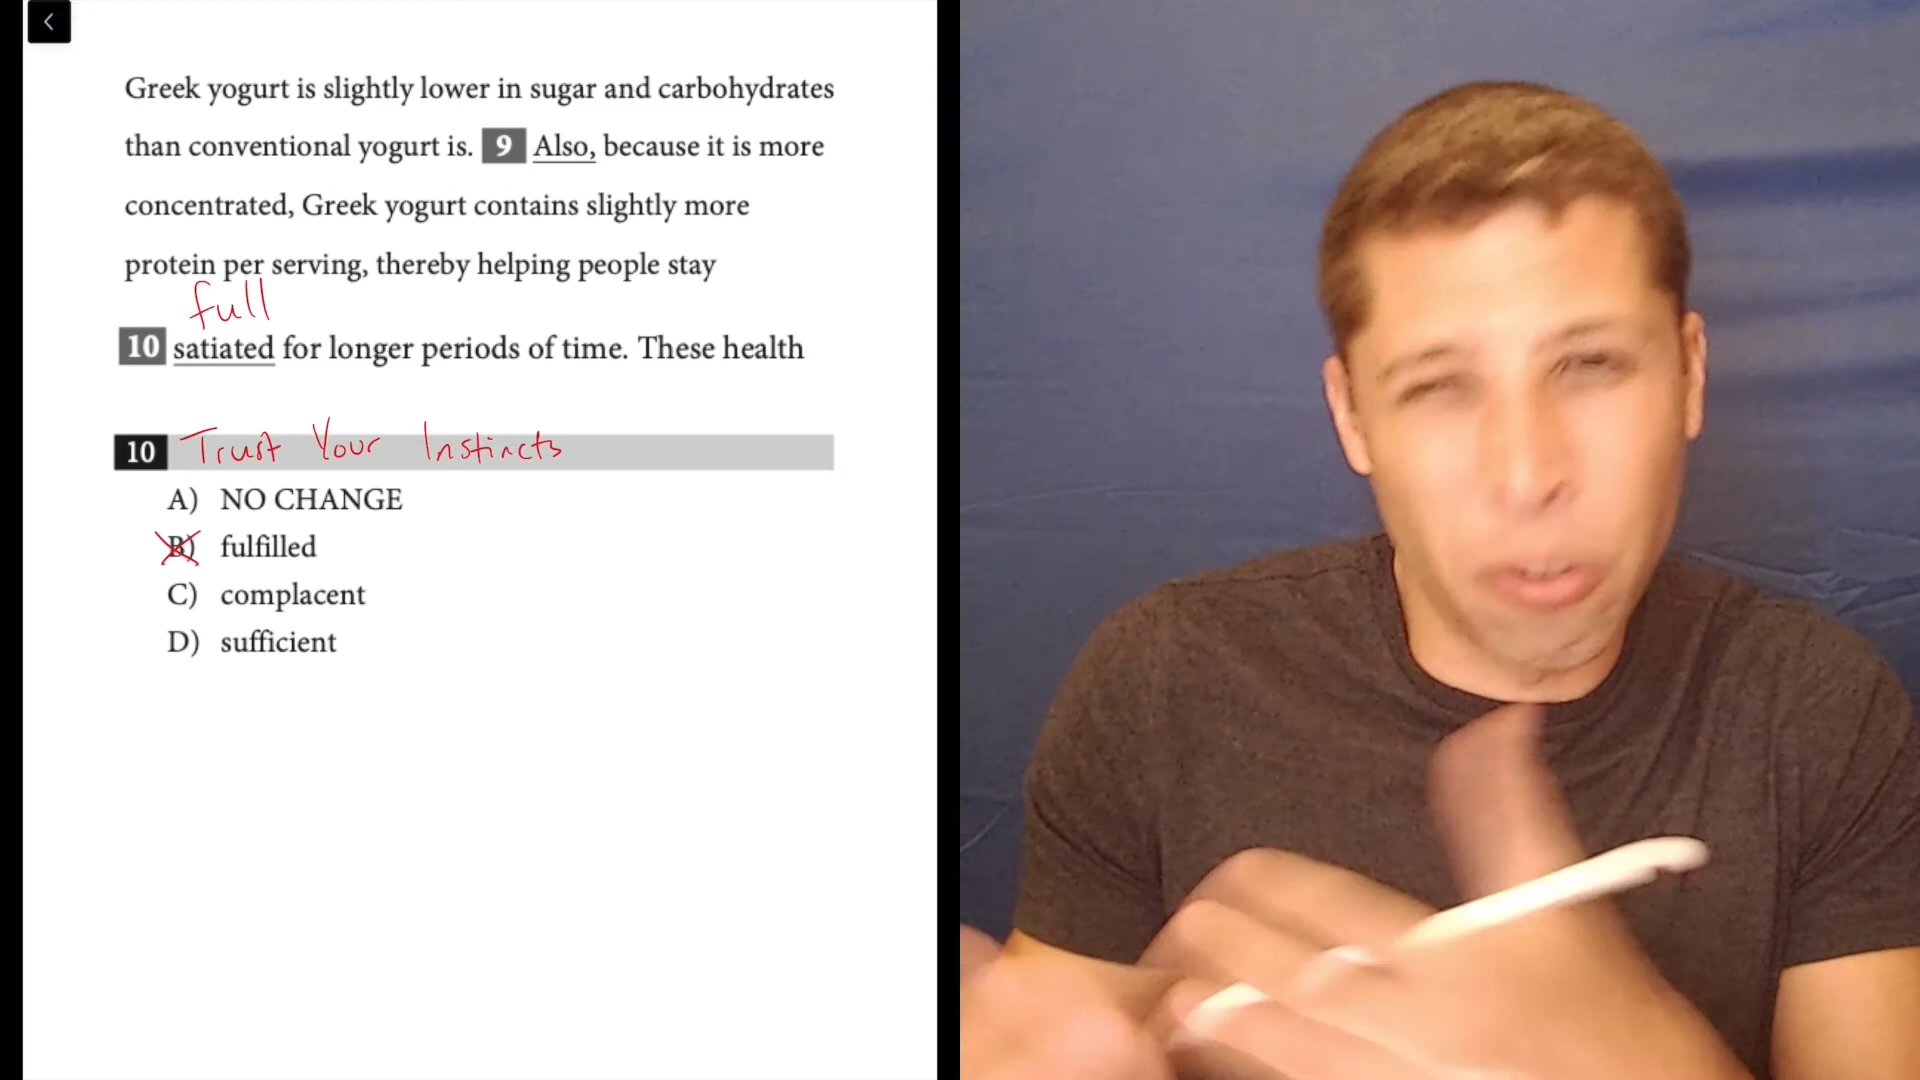 Greek yogurt is slightly lower in sugar and carbohydrates
than conventional yogurt is. 9 Also, because it is more
concentrated, Greek yogurt contains slightly more
protein per serving, thereby helping people stay
full
10 satiated for longer periods of time. These health
10 Trust Your Instincts
A) NO CHANGE
B) fulfilled
C) complacent
D) sufficient